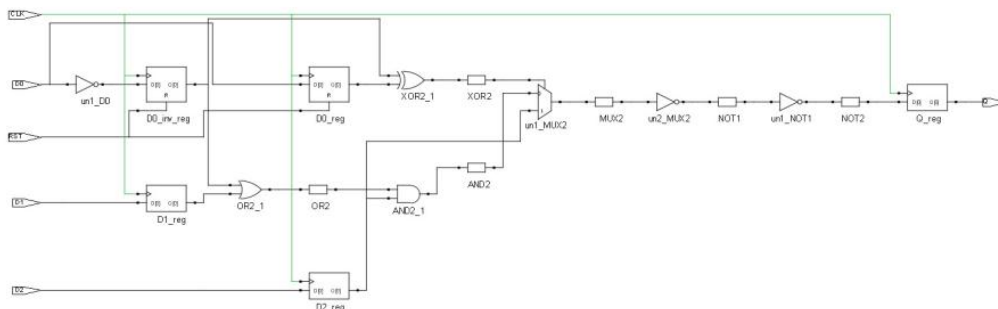 CLK
D0
un1_D0
D0_inv_reg
D0_reg
XOR2_1
XOR2
un1_MUX2
MUX2
un2_MUX2
NOT1
un1_NOT1
NOT2
Q_reg
RST
D1
D1_reg
OR2_1
OR2
AND2_1
AND2
D2
D2_reg